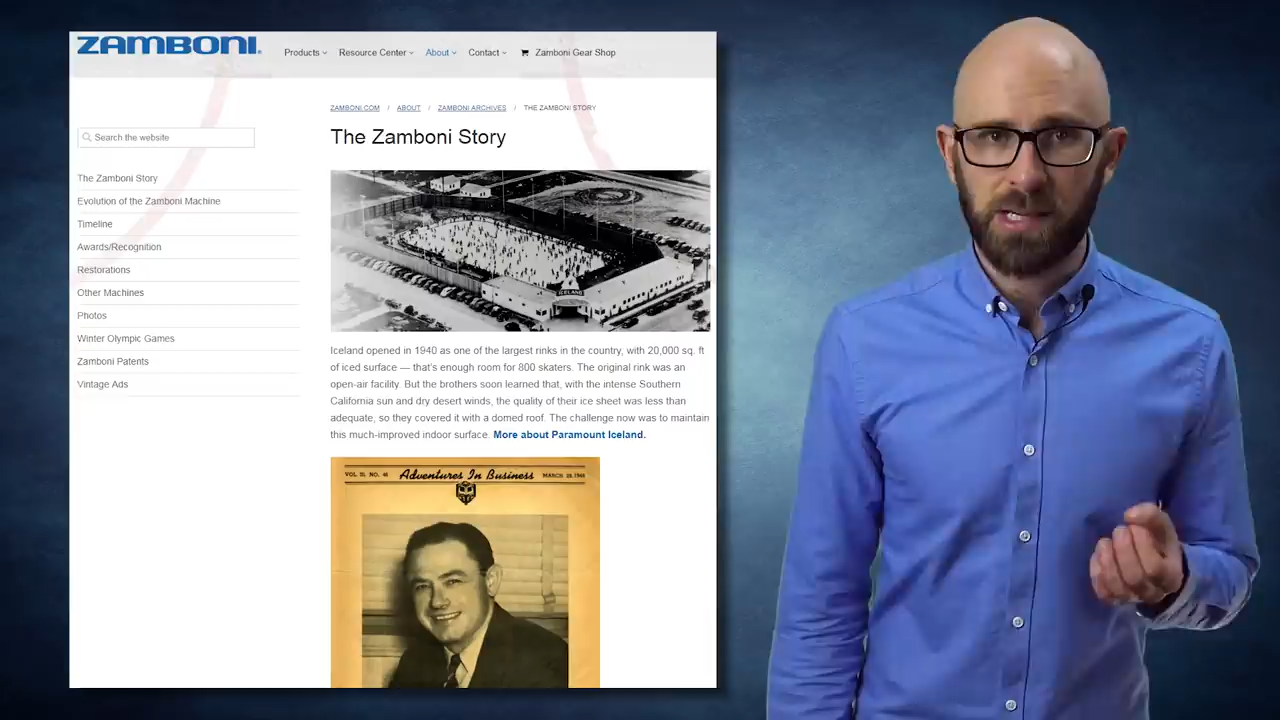 ZAMBONI
Products Resource Center About Contact Zamboni Gear Shop
ZAMBONI.COM / ABOUT / ZAMBONI ARCHIVES / THE ZAMBONI STORY
Search the website
The Zamboni Story
Evolution of the Zamboni Machine
Timeline
Awards/Recognition
Restorations
Other Machines
Photos
Winter Olympic Games
Zamboni Patents
Vintage Ads
The Zamboni Story
ICELAND
Iceland opened in 1940 as one of the largest rinks in the country, with 20,000 sq. ft
of iced surface — that's enough room for 800 skaters. The original rink was an
open-air facility. But the brothers soon learned that, with the intense Southern
California sun and dry desert winds, the quality of their ice sheet was less than
adequate, so they covered it with a domed roof. The challenge now was to maintain
this much-improved indoor surface. More about Paramount Iceland.
VOL III, NO. 46 Adventures In Business MARCH